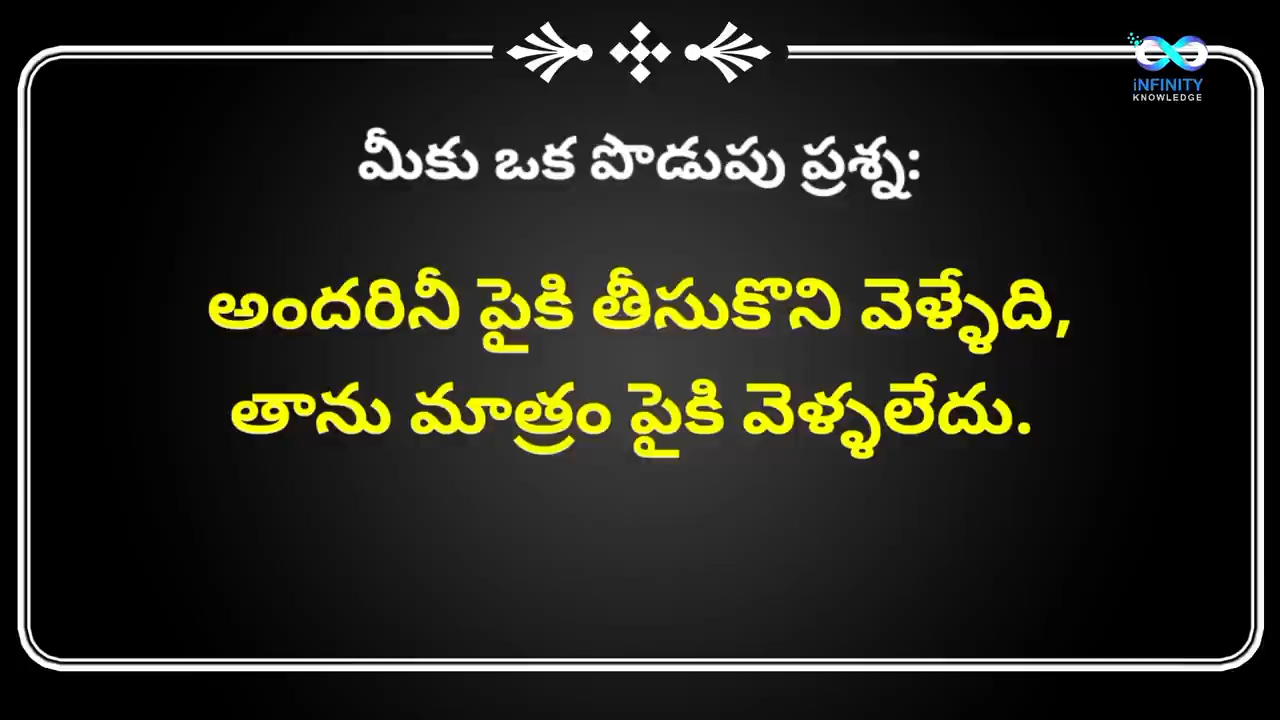 iNFINITY
KNOWLEDGE
మీకు ఒక పొడుపు ప్రశ్న:
అందరినీ పైకి తీసుకొని వెళ్ళేది,
తాను మాత్రం పైకి వెళ్ళలేదు.